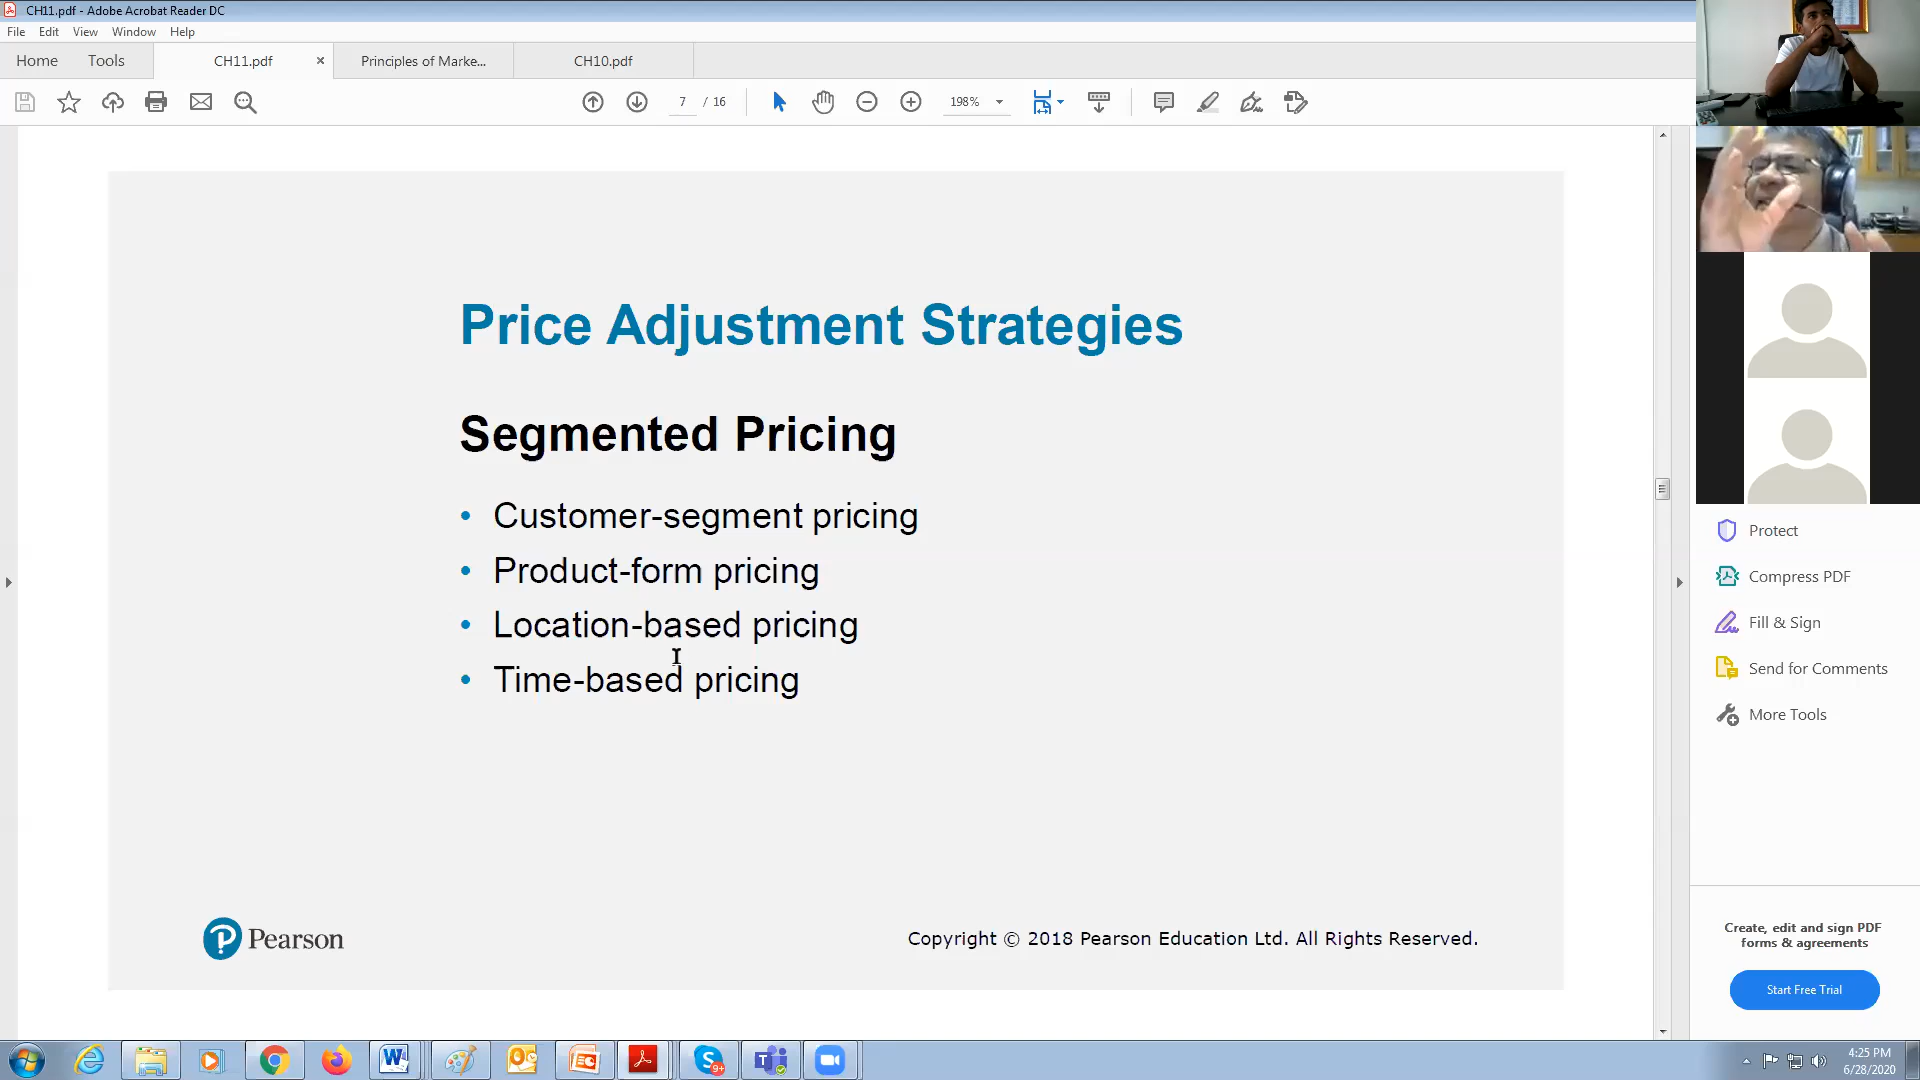 CH11.pdf - Adobe Acrobat Reader DC
File Edit View Window Help
Home Tools CH11.pdf × Principles of Marke... CH10.pdf
7 / 16 198%
Price Adjustment Strategies
Segmented Pricing
• Customer-segment pricing
• Product-form pricing
• Location-based pricing
• Time-based pricing
Pearson
Copyright © 2018 Pearson Education Ltd. All Rights Reserved.
Protect
Compress PDF
Fill & Sign
Send for Comments
More Tools
Create, edit and sign PDF
forms & agreements
Start Free Trial
9+
4:25 PM
6/28/2020